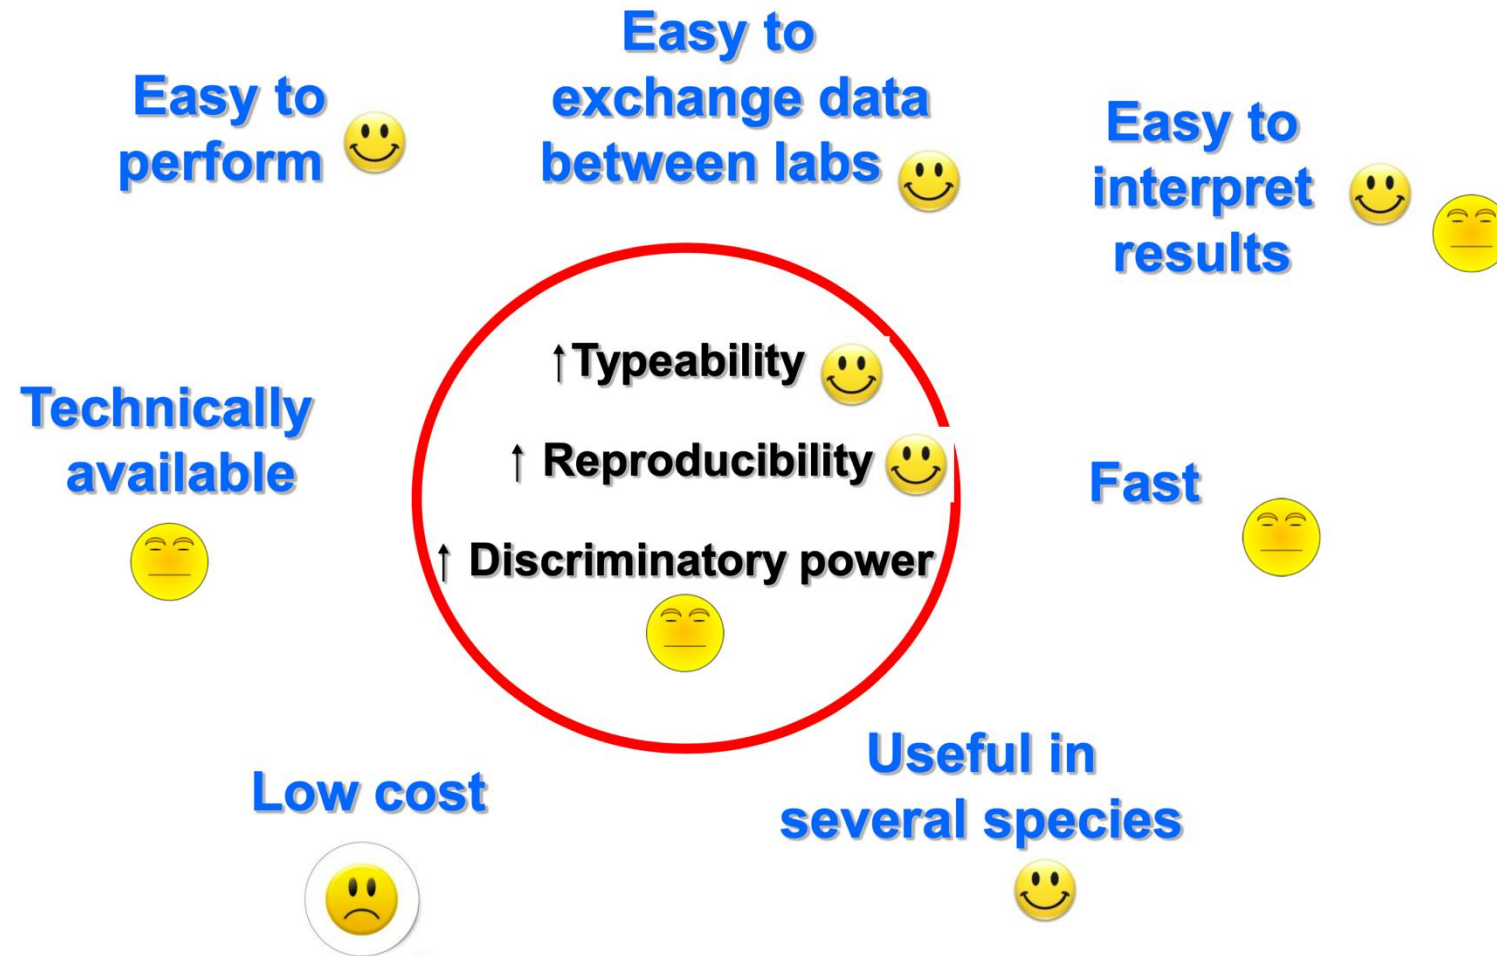 Easy to
perform
Easy to
exchange data
between labs
Easy to
interpret
results
Technically
available
↑Typeability
↑ Reproducibility
↑ Discriminatory power
Fast
Low cost
Useful in
several species